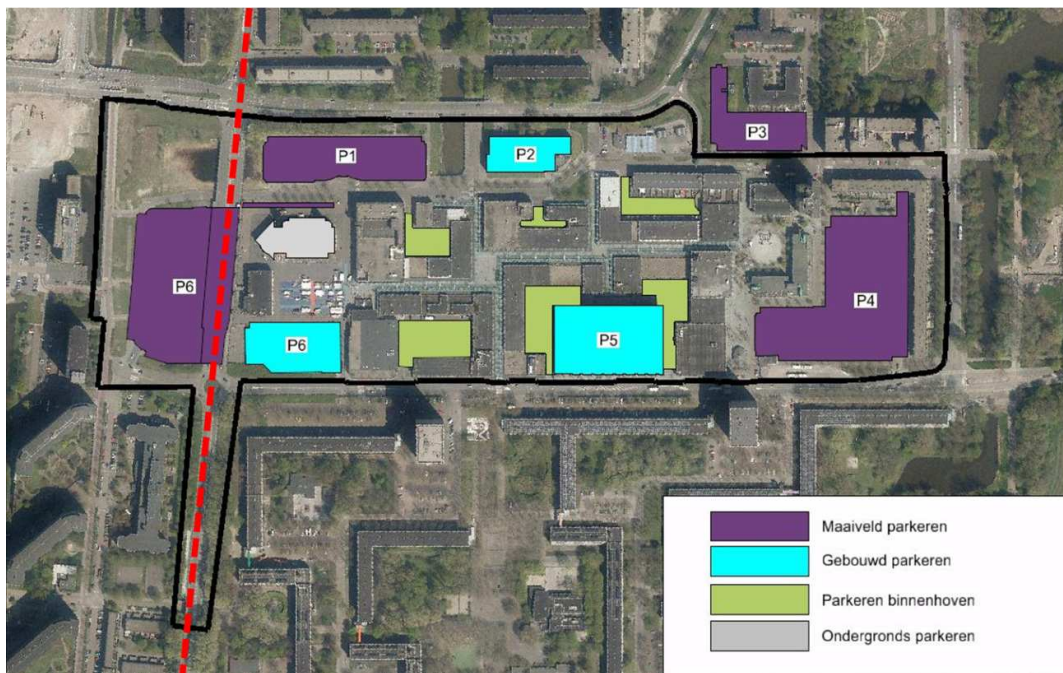 P3
P1
P2
P6
P4
P6
P5
Maaiveld parkeren
Gebouwd parkeren
Parkeren binnenhoven
Ondergronds parkeren